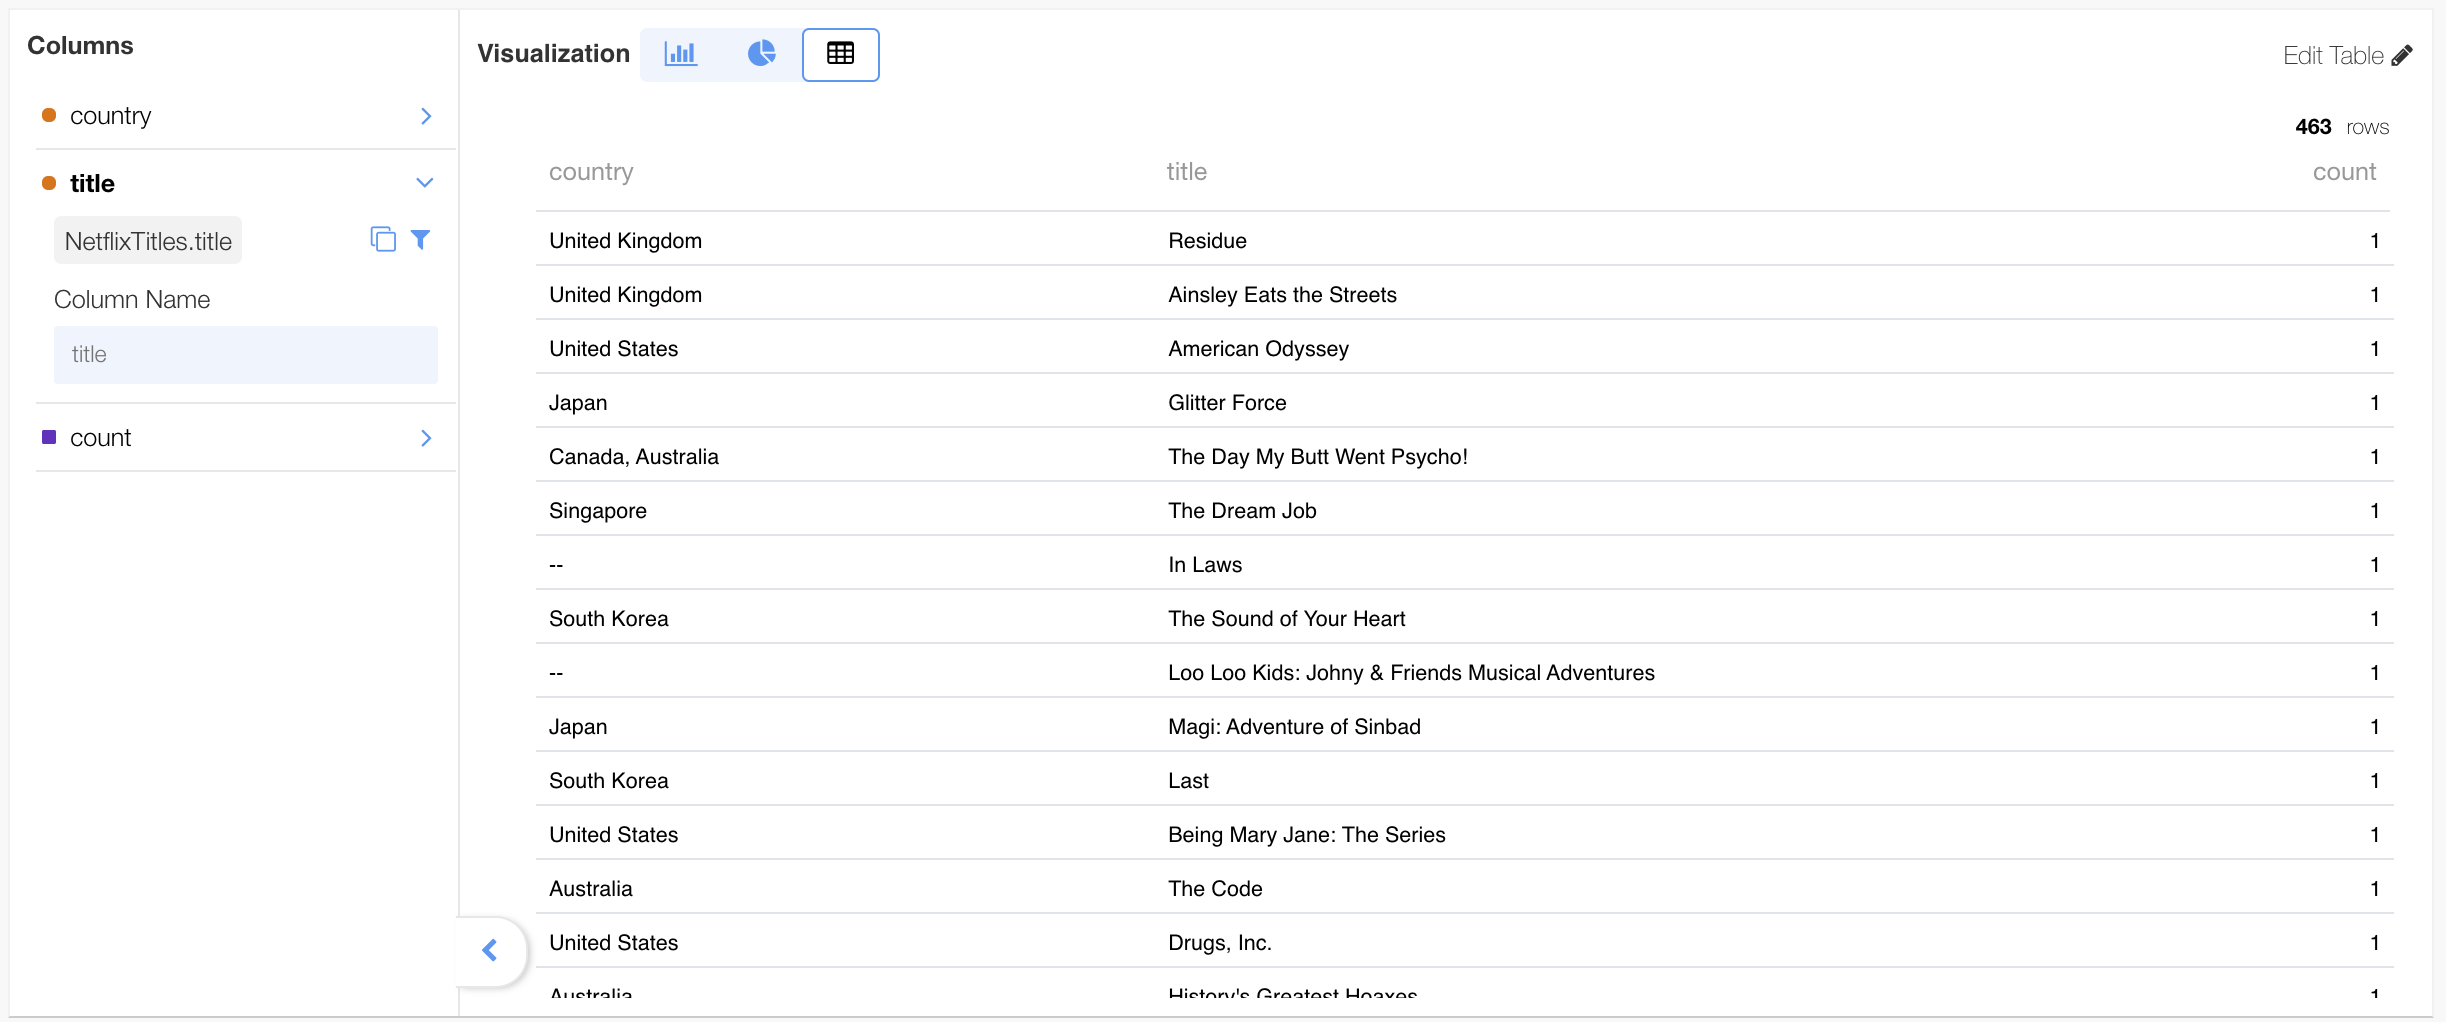 Columns
country
title
NetflixTitles.title
Column Name
title
count
Visualization
Edit Table
463 rows
country title count
United Kingdom Residue 1
United Kingdom Ainsley Eats the Streets 1
United States American Odyssey 1
Japan Glitter Force 1
Canada, Australia The Day My Butt Went Psycho! 1
Singapore The Dream Job 1
-- In Laws 1
South Korea The Sound of Your Heart 1
-- Loo Loo Kids: Johny & Friends Musical Adventures 1
Japan Magi: Adventure of Sinbad 1
South Korea Last 1
United States Being Mary Jane: The Series 1
Australia The Code 1
United States Drugs, Inc. 1
Australia History's Greatest Hoaxes 1